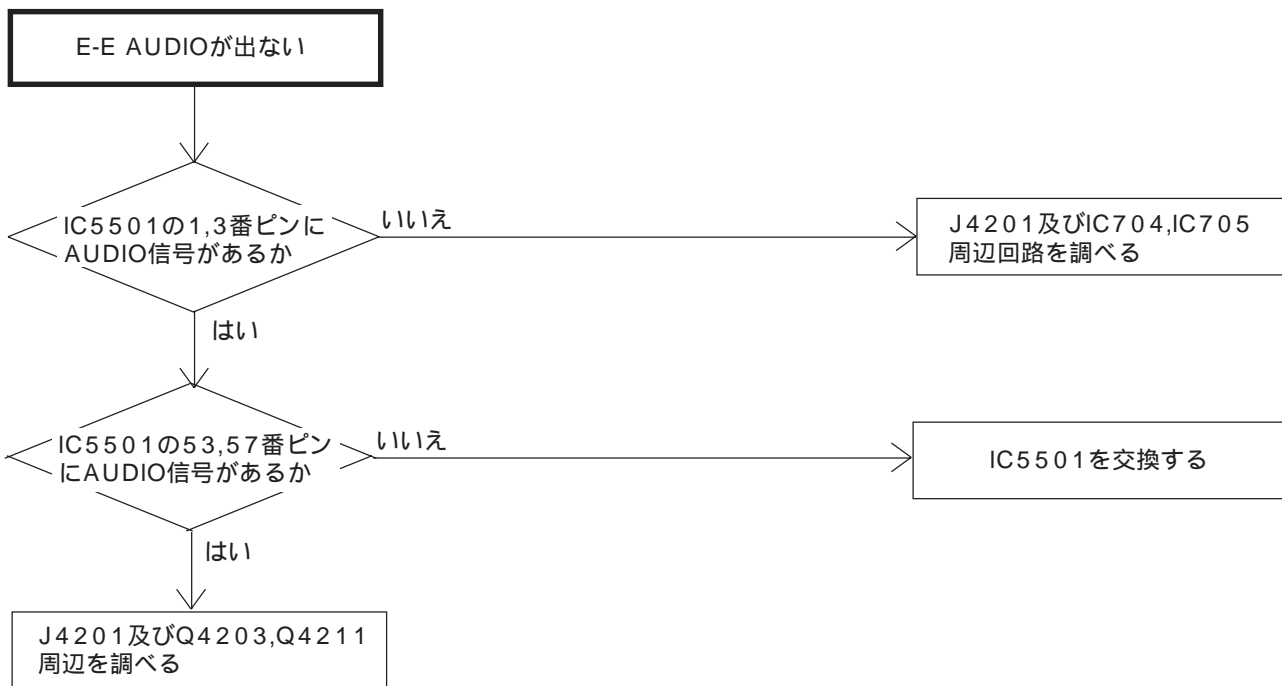 E-E AUDIOが出ない
IC5501の1,3番ピンに
AUDIO信号があるか
いいえ
J4201及びIC704,IC705
周辺回路を調べる
はい
IC5501の53,57番ピン
にAUDIO信号があるか
いいえ
IC5501を交換する
はい
J4201及びQ4203,Q4211
周辺を調べる